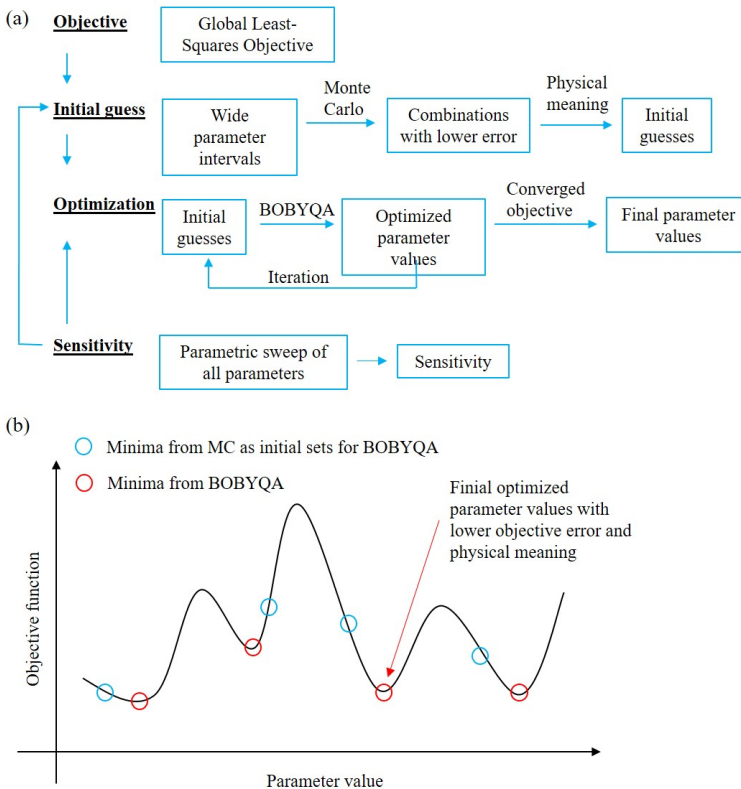 (a)
Objective
Global Least-
Squares Objective
Initial guess
Wide
parameter
intervals
Monte
Carlo
Combinations
with lower error
Physical
meaning
Initial
guesses
Optimization
Initial
guesses
BOBYQA
Optimized
parameter
values
Converged
objective
Final parameter
values
Iteration
Sensitivity
Parametric sweep of
all parameters
Sensitivity
(b)
Minima from MC as initial sets for BOBYQA
Minima from BOBYQA
Finial optimized
parameter values with
lower objective error and
physical meaning
Objective function
Parameter value